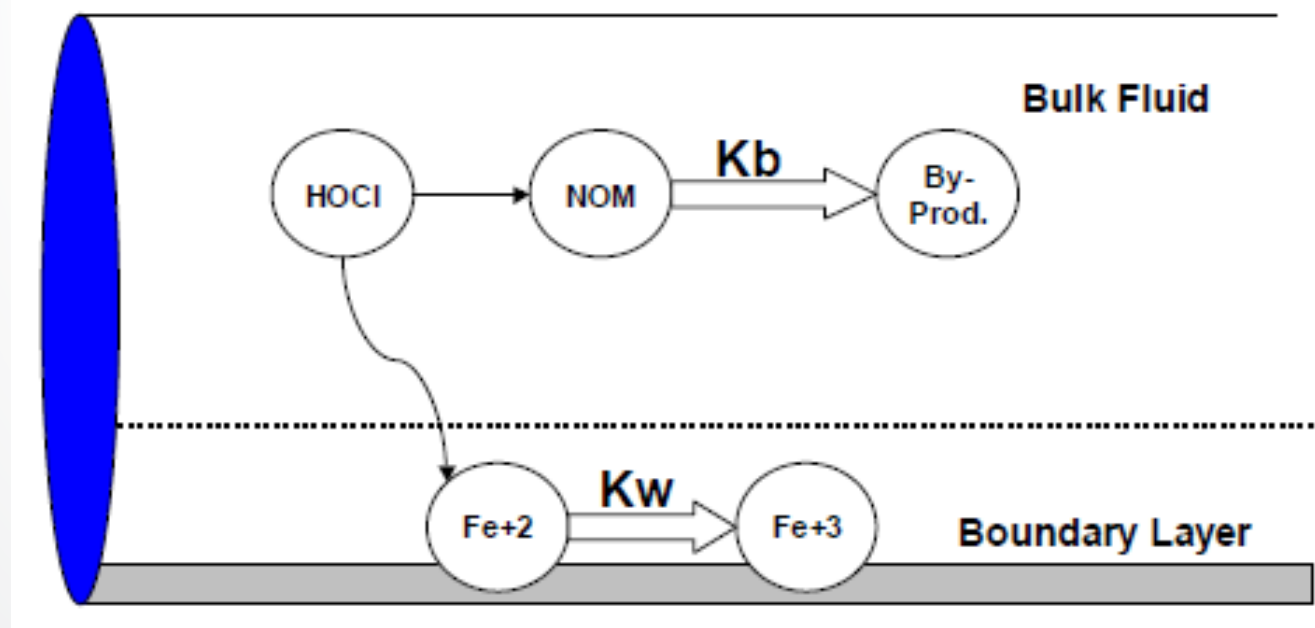 Bulk Fluid
HOCl
NOM
Kb
By-
Prod.
Fe+2
Kw
Fe+3
Boundary Layer